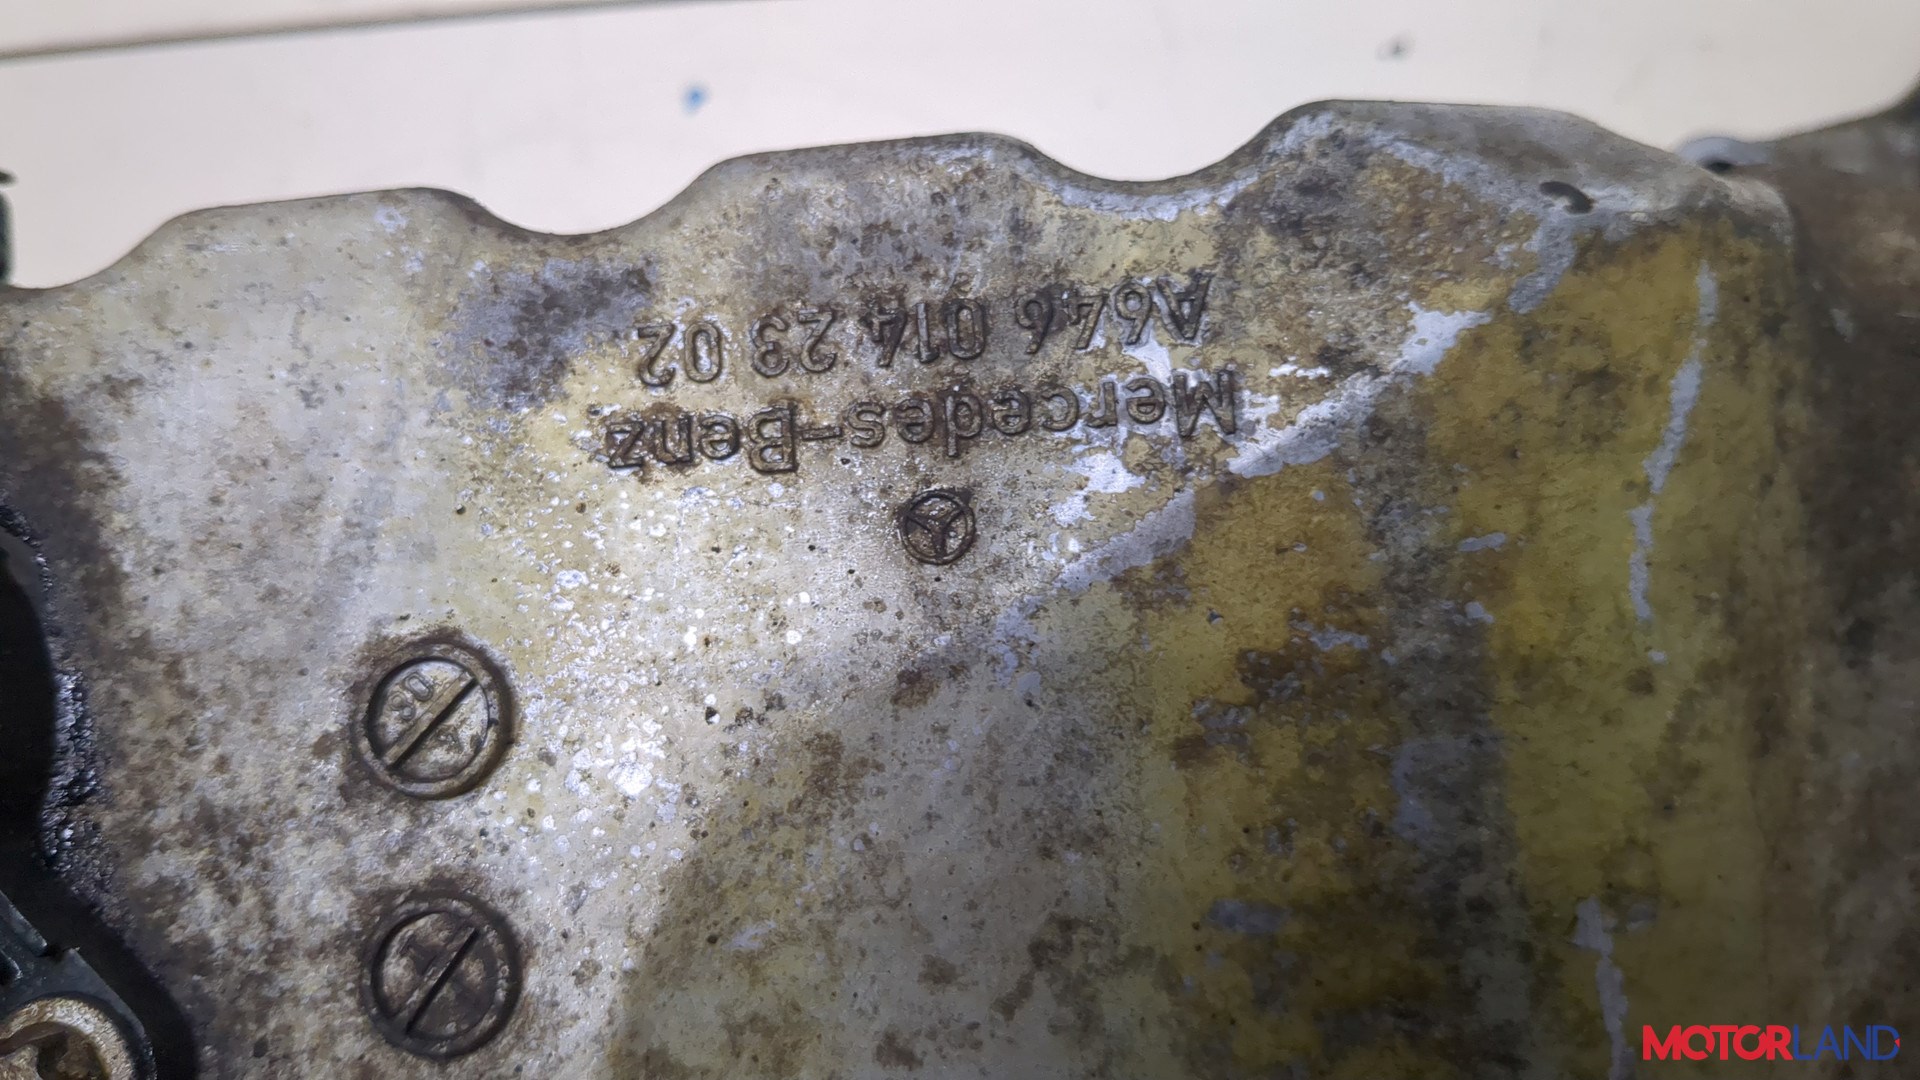 Mercedes-Benz
A646 014 23 02
MOTORLAND